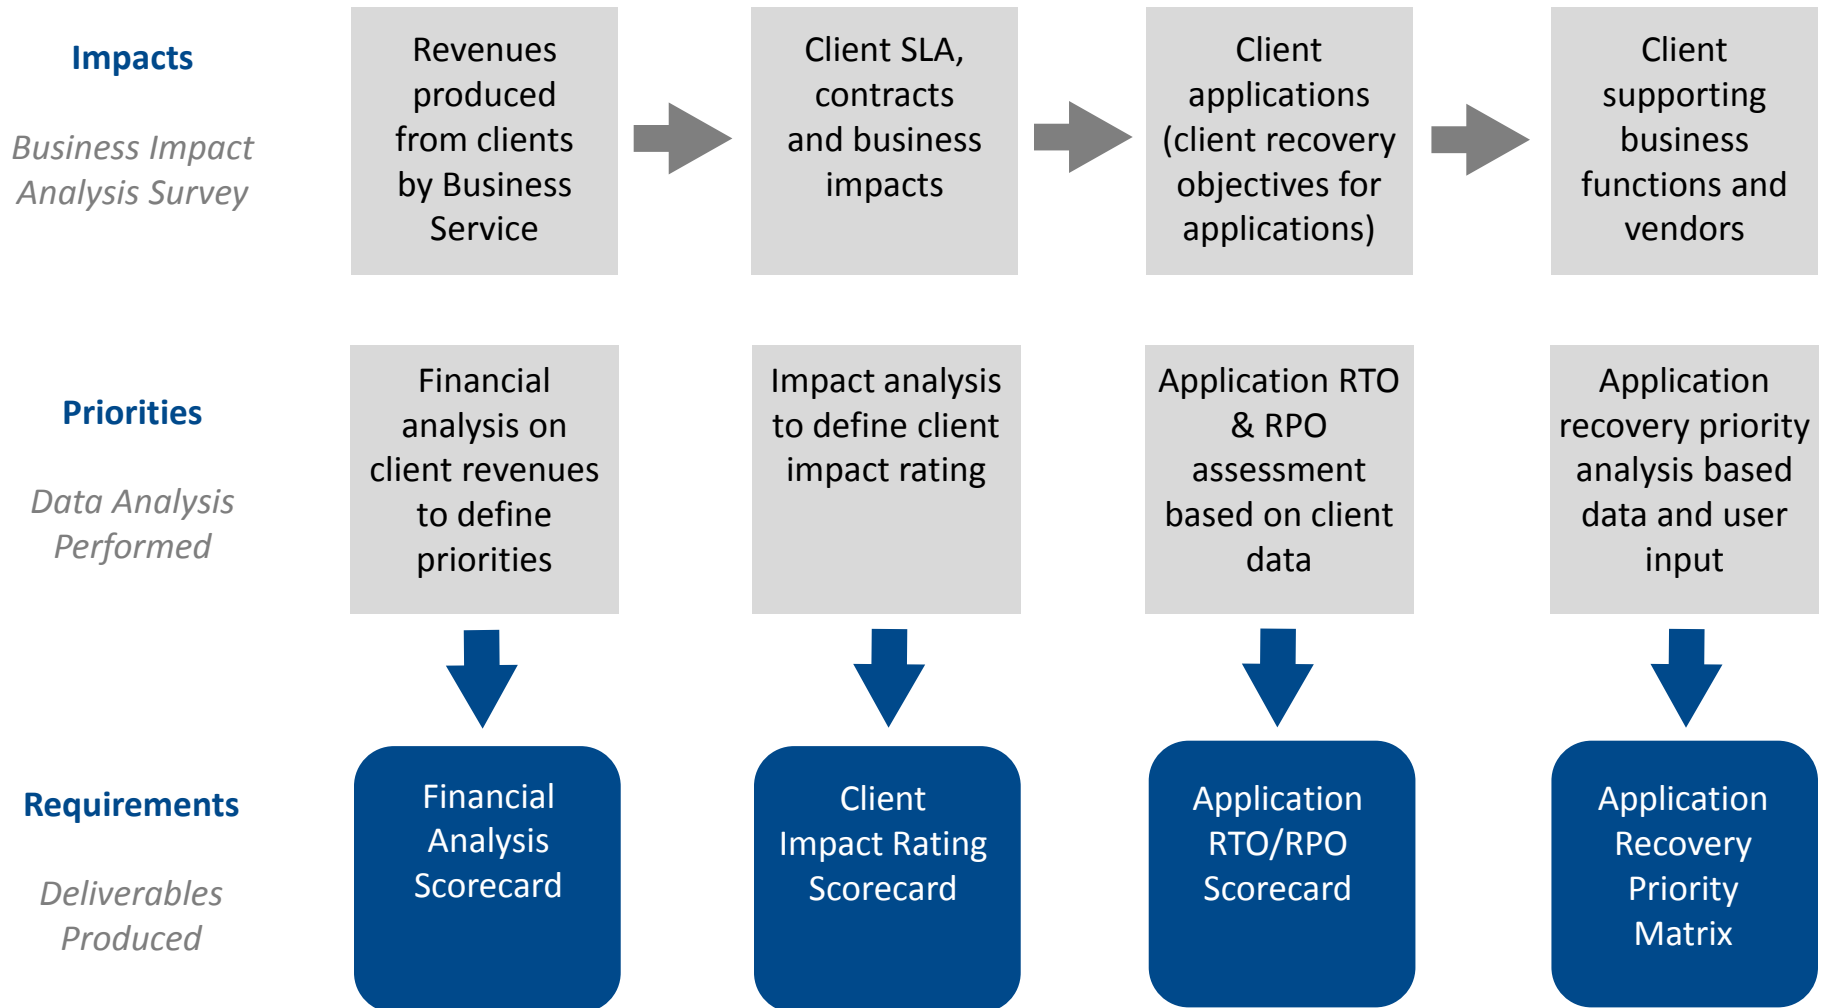 Impacts
Business Impact
Analysis Survey
Revenues
produced
from clients
by Business
Service
Client SLA,
contracts
and business
impacts
Client
applications
(client recovery
objectives for
applications)
Client
supporting
business
functions and
vendors
Priorities
Data Analysis
Performed
Financial
analysis on
client revenues
to define
priorities
Impact analysis
to define client
impact rating
Application RTO
& RPO
assessment
based on client
data
Application
recovery priority
analysis based
data and user
input
Requirements
Deliverables
Produced
Financial
Analysis
Scorecard
Client
Impact Rating
Scorecard
Application
RTO/RPO
Scorecard
Application
Recovery
Priority
Matrix